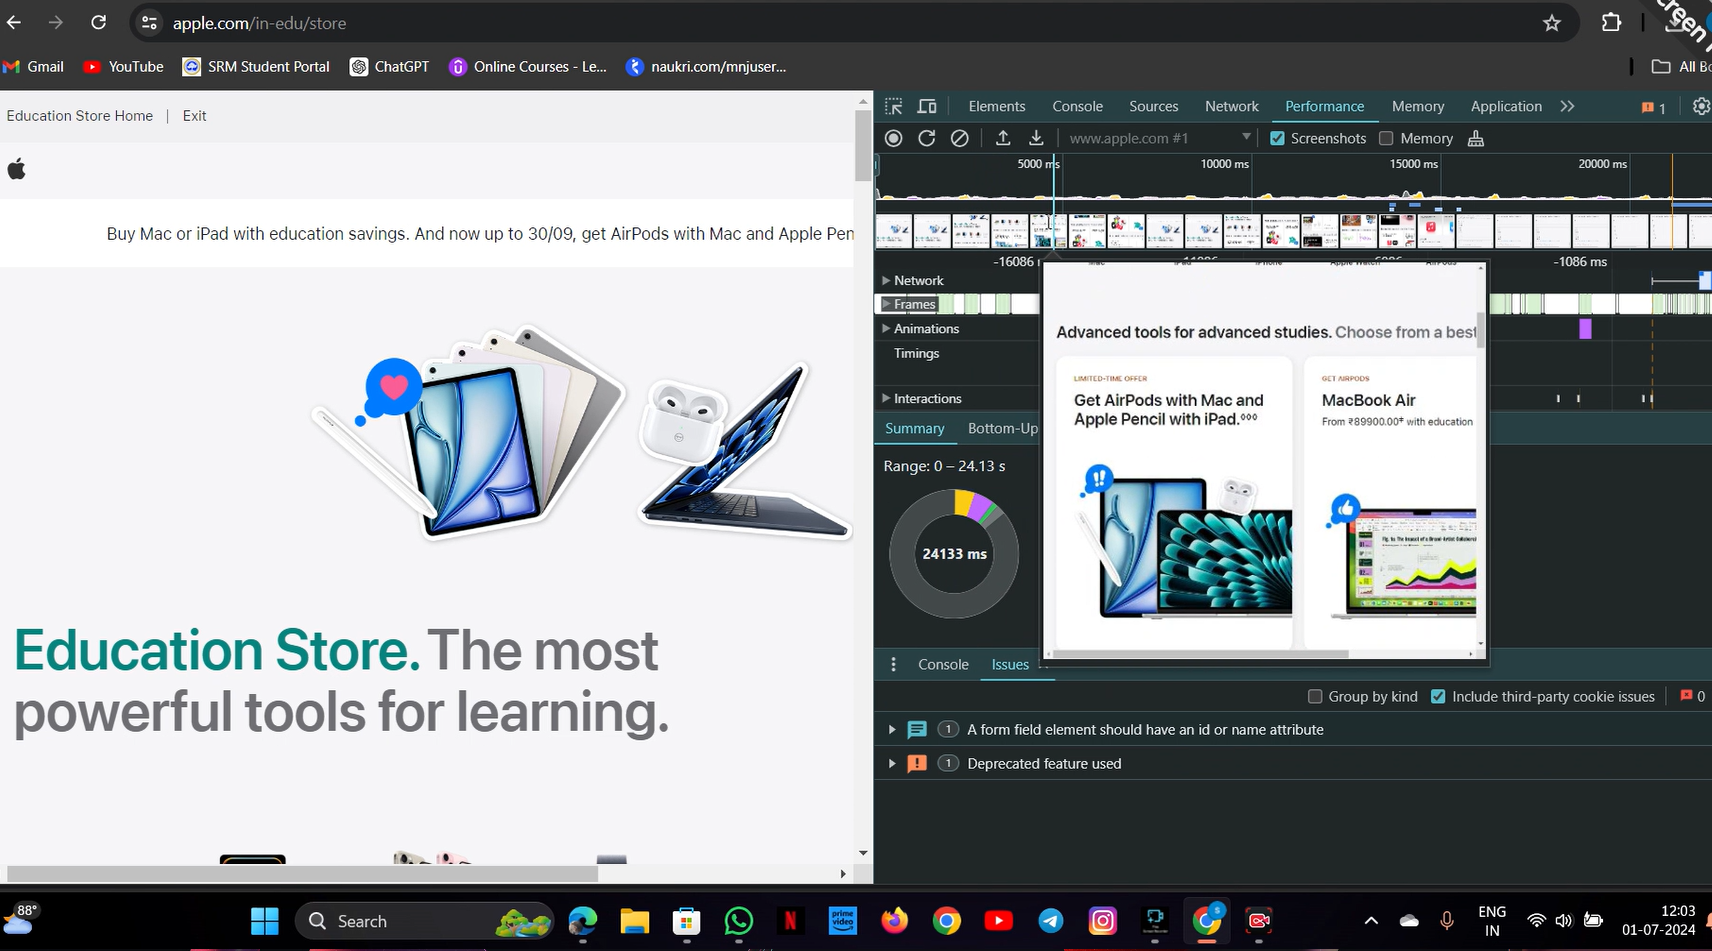 apple.com/in-edu/store
Gmail
YouTube
SRM Student Portal
ChatGPT
Online Courses - Le...
naukri.com/mnjuser...
All Bo
Education Store Home | Exit
Buy Mac or iPad with education savings. And now up to 30/09, get AirPods with Mac and Apple Pen
Education Store. The most
powerful tools for learning.
Elements Console Sources Network Performance Memory Application
1
www.apple.com #1
Screenshots
Memory
5000 ms 10000 ms 15000 ms 20000 ms
-16086 -1086 ms
Network
Frames
Animations
Timings
Interactions
Summary Bottom-Up
Range: 0 – 24.13 s
24133 ms
Mac iPad iPhone Apple Watch AirPods
Advanced tools for advanced studies. Choose from a best
LIMITED-TIME OFFER
Get AirPods with Mac and
Apple Pencil with iPad.◊◊◊
GET AIRPODS
MacBook Air
From ₹89900.00‡ with education
Console Issues
Group by kind
Include third-party cookie issues
0
1 A form field element should have an id or name attribute
1 Deprecated feature used
88°
Search
prime
video
ENG
IN
12:03
01-07-2024